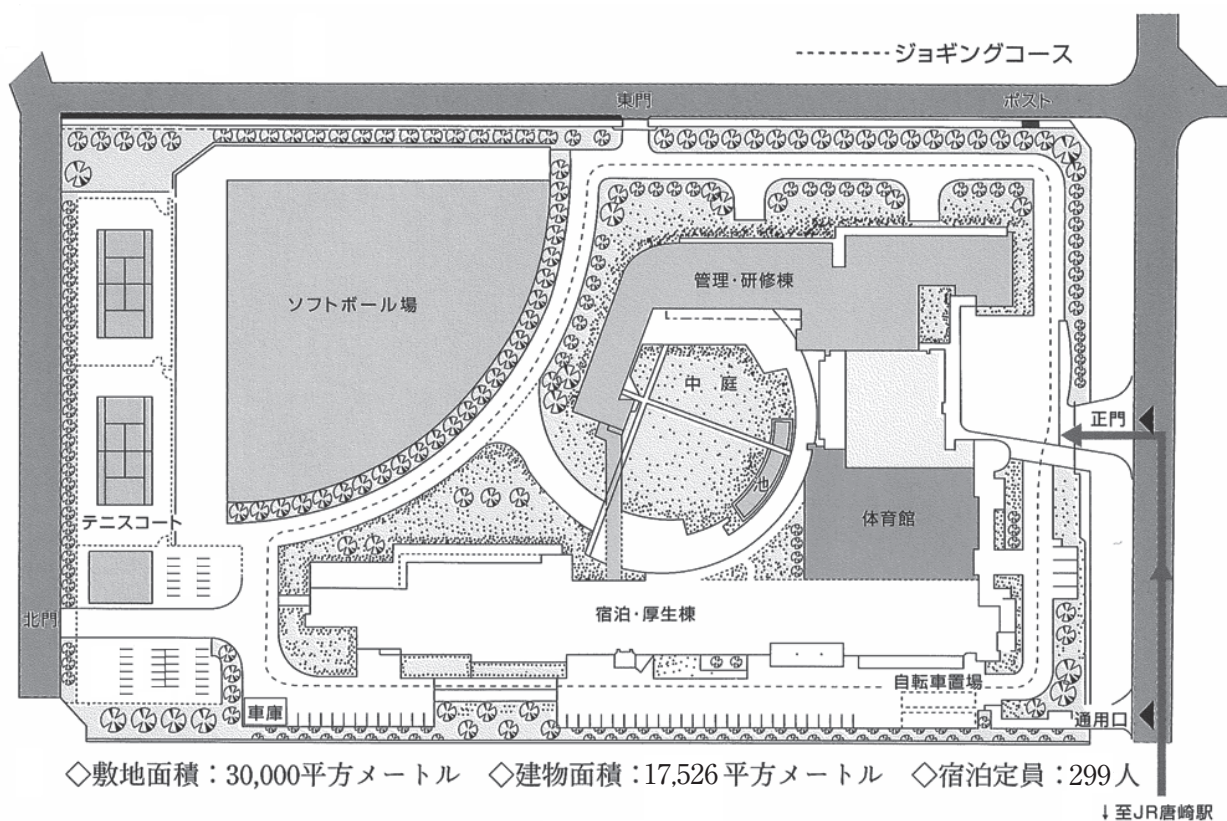 ジョギングコース
東門
ポスト
管理・研修棟
ソフトボール場
中庭
正門
池
体育館
テニスコート
宿泊・厚生棟
北門
自転車置場
車庫
通用口
◇敷地面積：30,000平方メートル ◇建物面積：17,526平方メートル ◇宿泊定員：299人
↓至JR唐崎駅